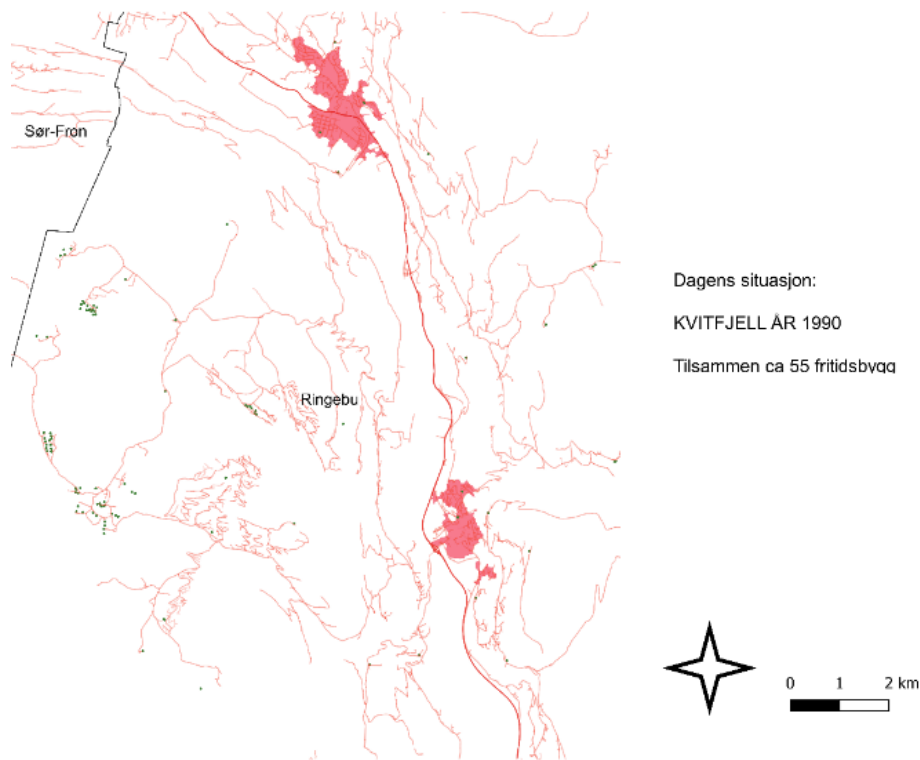 Sør-Fron
Ringebu
Dagens situasjon:
KVITFJELL ÅR 1990
Tilsammen ca 55 fritidsbygg
0 1 2 km